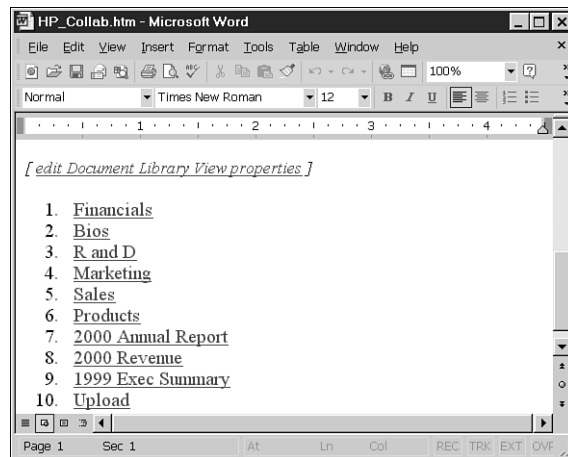 HP_Collab.htm - Microsoft Word
File Edit View Insert Format Tools Table Window Help
100%
Normal Times New Roman 12 B I U
1 2 3 4
[ edit Document Library View properties ]
1. Financials
2. Bios
3. R and D
4. Marketing
5. Sales
6. Products
7. 2000 Annual Report
8. 2000 Revenue
9. 1999 Exec Summary
10. Upload
Page 1 Sec 1 At Ln Col REC TRK EXT OVR